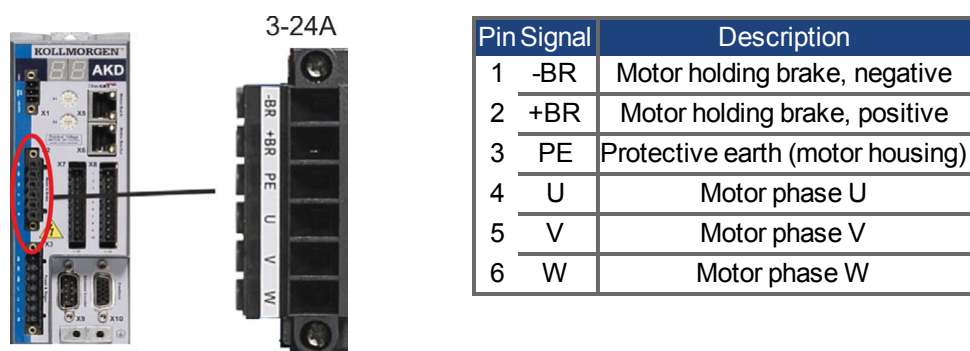 3-24A
KOLLMORGEN
AKD
X1
X5
X6
X7
X8
X3
X9
X10
-BR
+BR
PE
U
V
W
Pin Signal Description
1 -BR Motor holding brake, negative
2 +BR Motor holding brake, positive
3 PE Protective earth (motor housing)
4 U Motor phase U
5 V Motor phase V
6 W Motor phase W